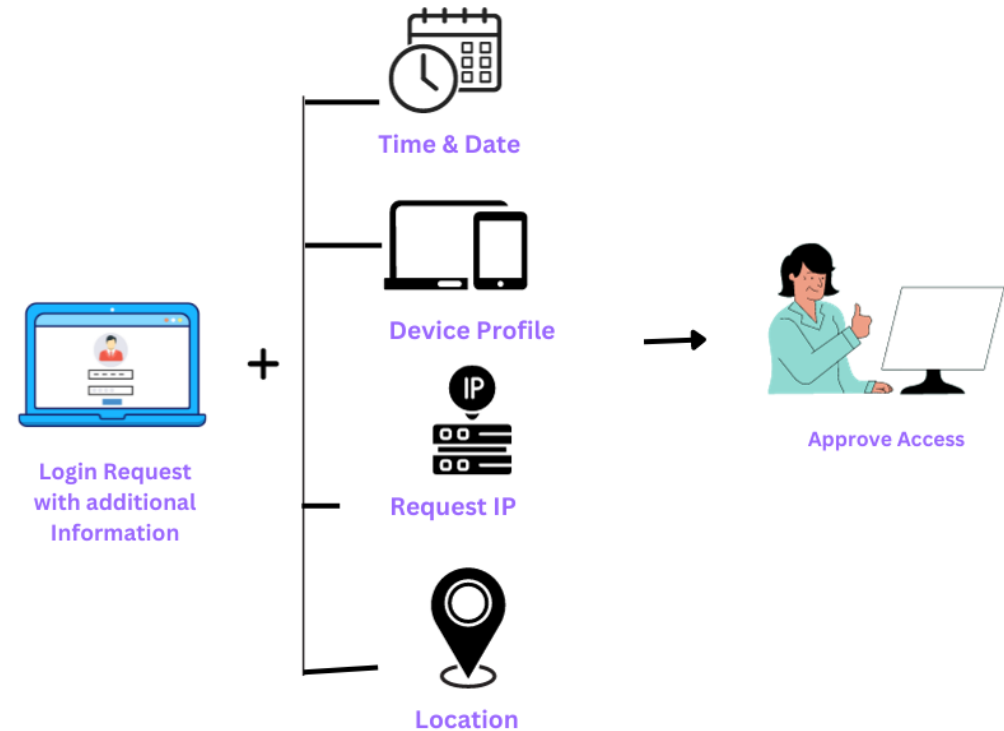 Time & Date
Device Profile
IP
Request IP
Location
Login Request
with additional
Information
Approve Access